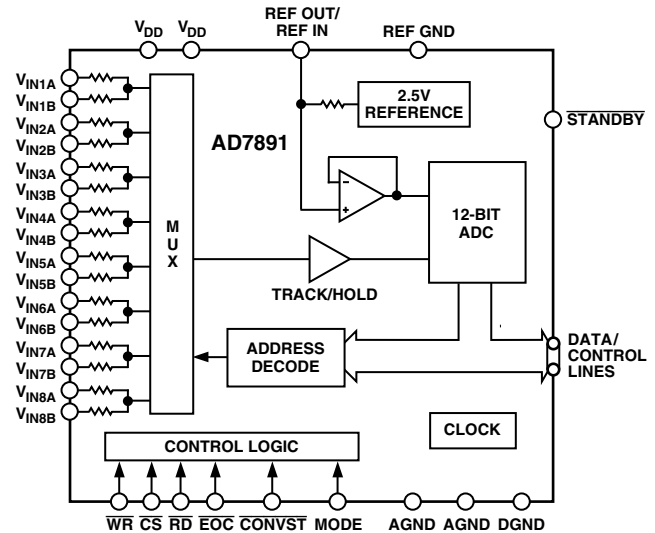 REF OUT/
REF IN
REF GND
VDD
VDD
VIN1A
VIN1B
VIN2A
VIN2B
VIN3A
VIN3B
VIN4A
VIN4B
VIN5A
VIN5B
VIN6A
VIN6B
VIN7A
VIN7B
VIN8A
VIN8B
M
U
X
AD7891
2.5V
REFERENCE
STANDBY
12-BIT
ADC
TRACK/HOLD
ADDRESS
DECODE
DATA/
CONTROL
LINES
CLOCK
CONTROL LOGIC
WR CS RD EOC CONVST MODE AGND AGND DGND